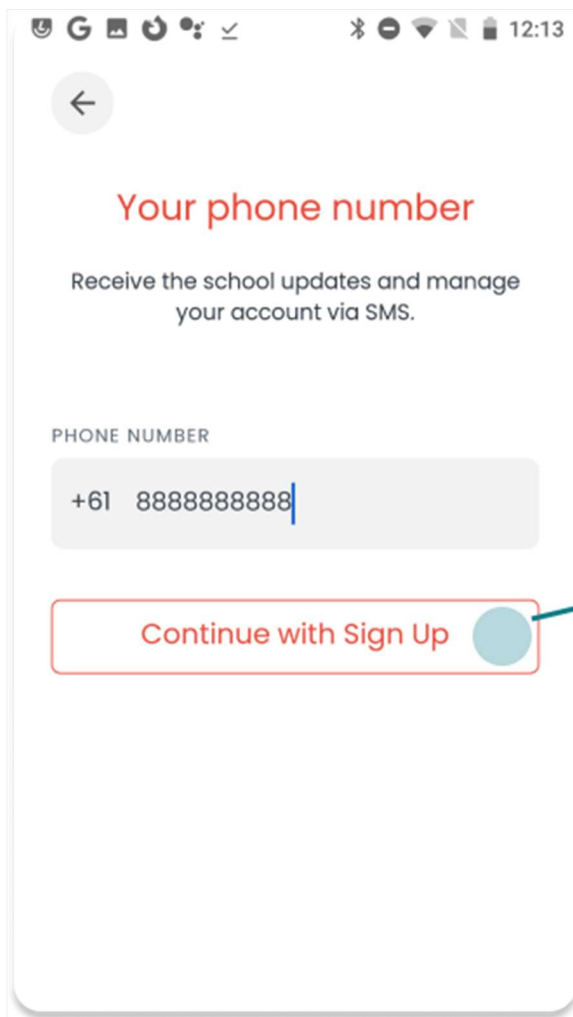 G 12:13
Your phone number
Receive the school updates and manage
your account via SMS.
PHONE NUMBER
+61 8888888888
Continue with Sign Up